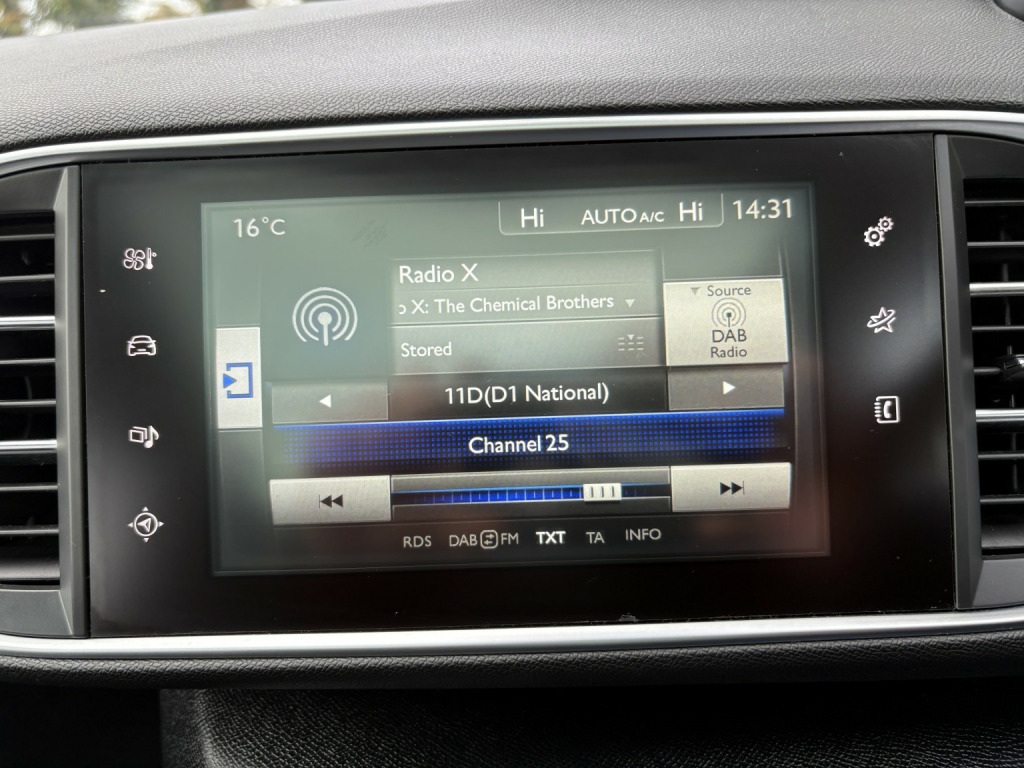 16°C Hi AUTO A/C Hi 14:31
Radio X
X: The Chemical Brothers
Source
DAB
Radio
Stored
11D(D1 National)
Channel 25
RDS DAB FM TXT TA INFO